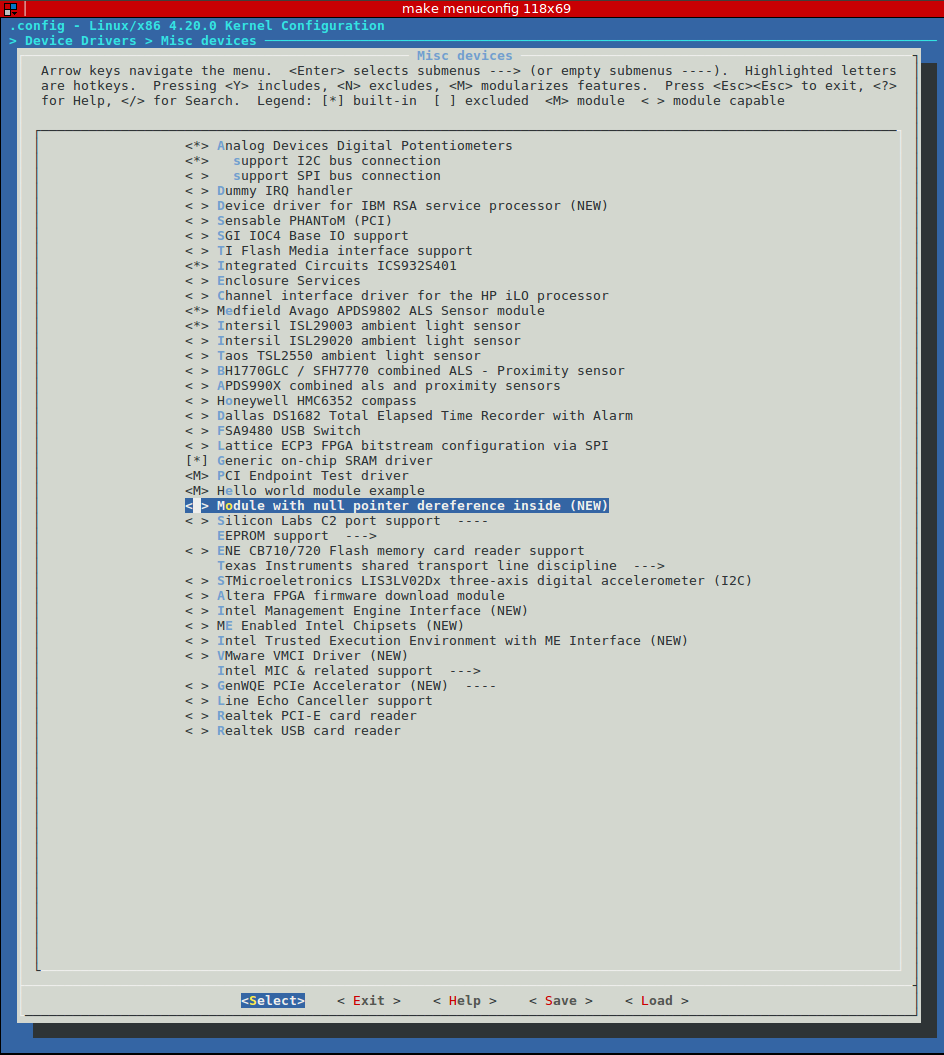 make menuconfig 118x69
.config - Linux/x86 4.20.0 Kernel Configuration
> Device Drivers > Misc devices
Misc devices
Arrow keys navigate the menu.  <Enter> selects submenus ---> (or empty submenus ----).  Highlighted letters
are hotkeys.  Pressing <Y> includes, <N> excludes, <M> modularizes features.  Press <Esc><Esc> to exit, <?>
for Help, </> for Search.  Legend: [*] built-in  [ ] excluded  <M> module  < > module capable
<*> Analog Devices Digital Potentiometers
<*>   support I2C bus connection
< >   support SPI bus connection
< > Dummy IRQ handler
< > Device driver for IBM RSA service processor (NEW)
< > Sensable PHANToM (PCI)
< > SGI IOC4 Base IO support
< > TI Flash Media interface support
<*> Integrated Circuits ICS932S401
< > Enclosure Services
< > Channel interface driver for the HP iLO processor
<*> Medfield Avago APDS9802 ALS Sensor module
<*> Intersil ISL29003 ambient light sensor
< > Intersil ISL29020 ambient light sensor
< > Taos TSL2550 ambient light sensor
< > BH1770GLC / SFH7770 combined ALS - Proximity sensor
< > APDS990X combined als and proximity sensors
< > Honeywell HMC6352 compass
< > Dallas DS1682 Total Elapsed Time Recorder with Alarm
< > FSA9480 USB Switch
< > Lattice ECP3 FPGA bitstream configuration via SPI
[*] Generic on-chip SRAM driver
<M> PCI Endpoint Test driver
<M> Hello world module example
< > Module with null pointer dereference inside (NEW)
< > Silicon Labs C2 port support  ----
EEPROM support  --->
< > ENE CB710/720 Flash memory card reader support
Texas Instruments shared transport line discipline  --->
< > STMicroeletronics LIS3LV02Dx three-axis digital accelerometer (I2C)
< > Altera FPGA firmware download module
< > Intel Management Engine Interface (NEW)
< > ME Enabled Intel Chipsets (NEW)
< > Intel Trusted Execution Environment with ME Interface (NEW)
< > VMware VMCI Driver (NEW)
Intel MIC & related support  --->
< > GenWQE PCIe Accelerator (NEW)  ----
< > Line Echo Canceller support
< > Realtek PCI-E card reader
< > Realtek USB card reader
<Select>    < Exit >    < Help >    < Save >    < Load >